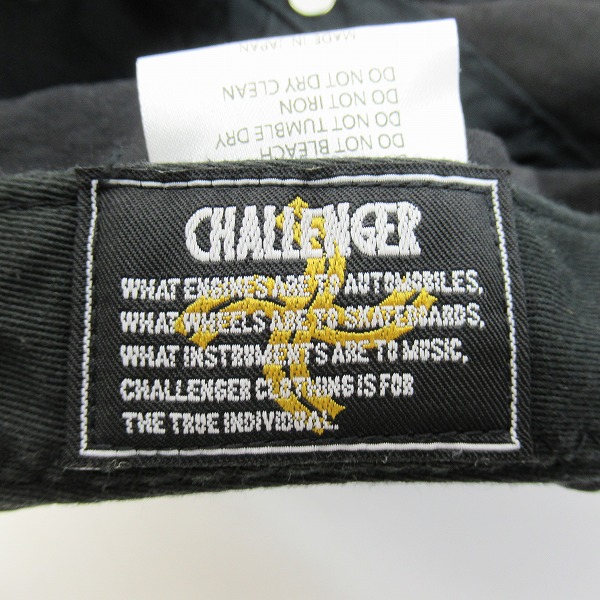 MADE IN JAPAN
DO NOT DRY CLEAN
DO NOT IRON
DO NOT TUMBLE DRY
DO NOT BLEACH
CHALLENGER
WHAT ENGINES ARE TO AUTOMOBILES,
WHAT WHEELS ARE TO SKATEBOARDS,
WHAT INSTRUMENTS ARE TO MUSIC,
CHALLENGER CLOTHING IS FOR
THE TRUE INDIVIDUAL.